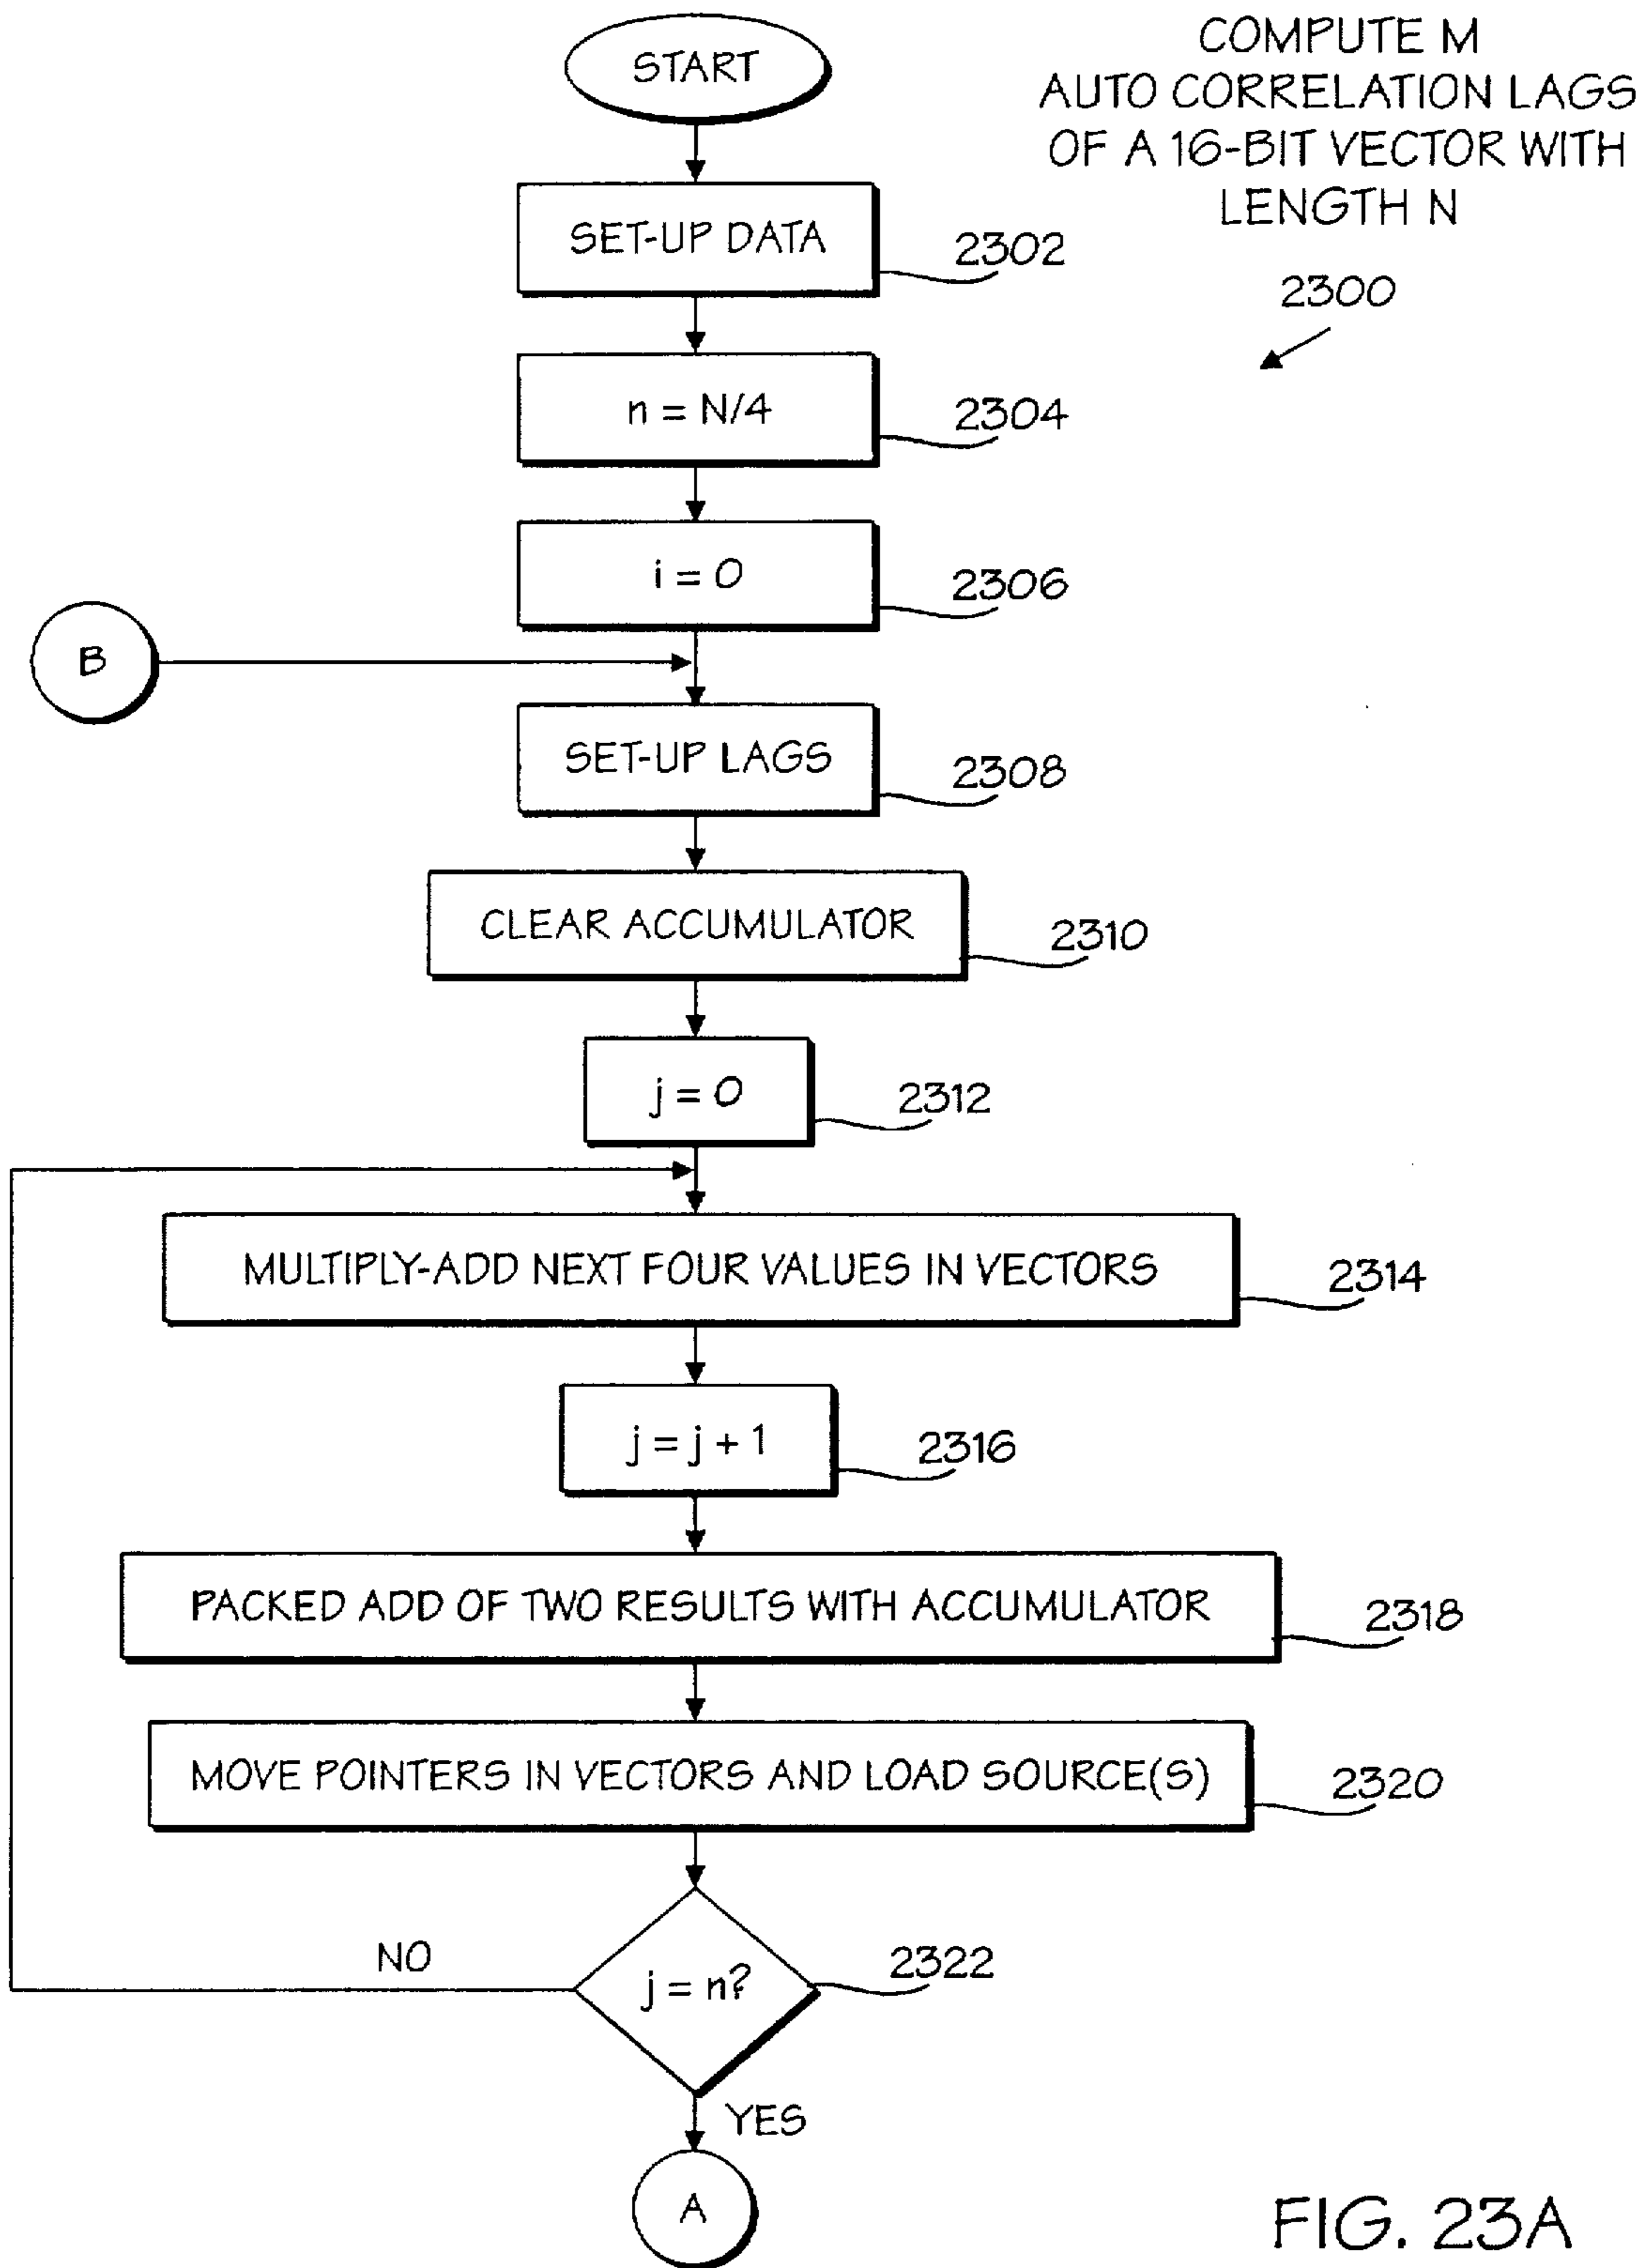 START
COMPUTE M
AUTO CORRELATION LAGS
OF A 16-BIT VECTOR WITH
LENGTH N
2300
SET-UP DATA
2302
n = N/4
2304
i = 0
2306
B
SET-UP LAGS
2308
CLEAR ACCUMULATOR
2310
j = 0
2312
MULTIPLY-ADD NEXT FOUR VALUES IN VECTORS
2314
j = j + 1
2316
PACKED ADD OF TWO RESULTS WITH ACCUMULATOR
2318
MOVE POINTERS IN VECTORS AND LOAD SOURCE(S)
2320
NO
j = n?
2322
YES
A
FIG. 23A